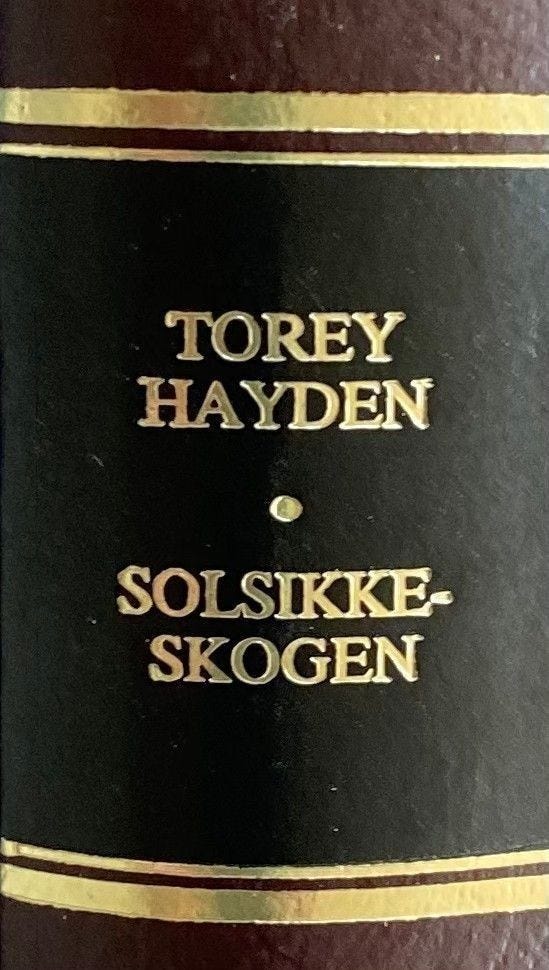 TOREY
HAYDEN
•
SOLSIKKE-
SKOGEN